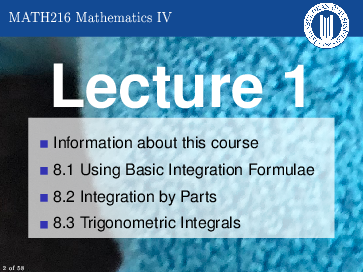 MATH216 Mathematics IV
Lecture 1
Information about this course
8.1 Using Basic Integration Formulae
8.2 Integration by Parts
8.3 Trigonometric Integrals
2 of 58